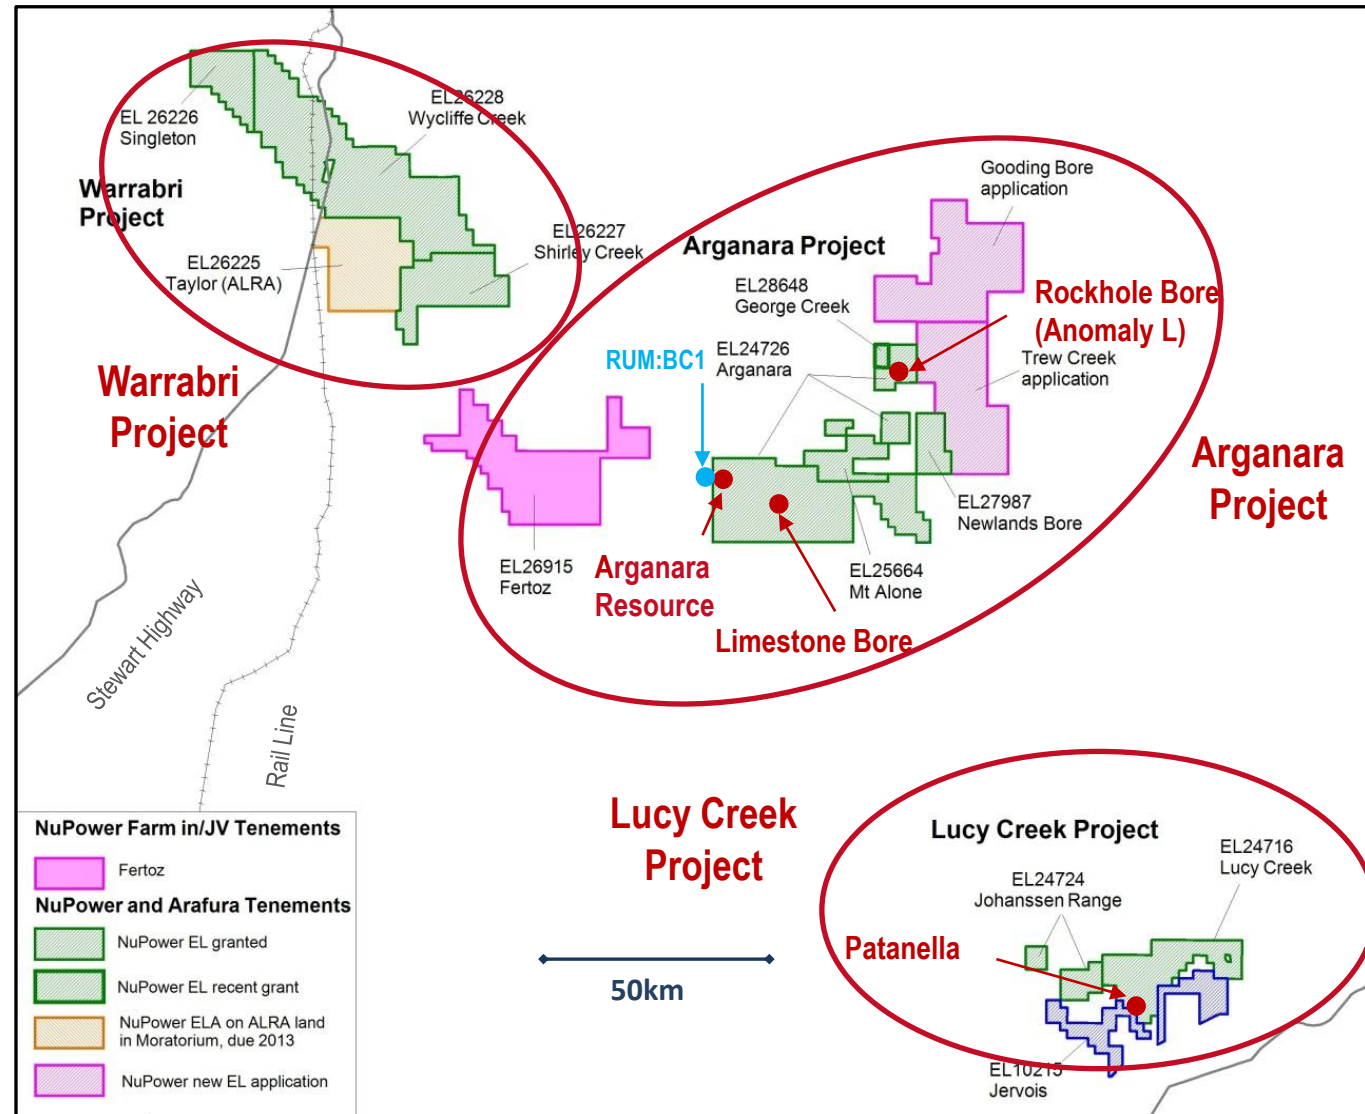 EL 26226
Singleton
EL26228
Wycliffe Creek
Warrabri
Project
EL26225
Taylor (ALRA)
EL26227
Shirley Creek
Warrabri
Project
Arganara Project
Gooding Bore
application
EL28648
George Creek
EL24726
Arganara
RUM:BC1
Rockhole Bore
(Anomaly L)
Trew Creek
application
Arganara
Project
EL27987
Newlands Bore
EL26915
Fertoz
Arganara
Resource
EL25664
Mt Alone
Limestone Bore
Stewart Highway
Rail Line
Lucy Creek
Project
Lucy Creek Project
EL24716
Lucy Creek
EL24724
Johanssen Range
Patanella
EL10215
Jervois
50km
NuPower Farm in/JV Tenements
Fertoz
NuPower and Arafura Tenements
NuPower EL granted
NuPower EL recent grant
NuPower ELA on ALRA land
in Moratorium, due 2013
NuPower new EL application